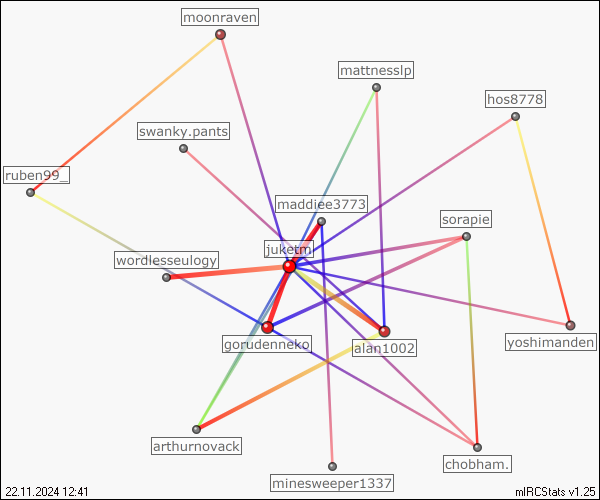 moonraven
mattnesslp
hos8778
swanky.pants
ruben99_
maddiee3773
sorapie
juketm
wordlesseulogy
gorudenneko
alan1002
yoshimanden
arthurnovack
chobham.
minesweeper1337
22.11.2024 12:41
mIRCStats v1.25